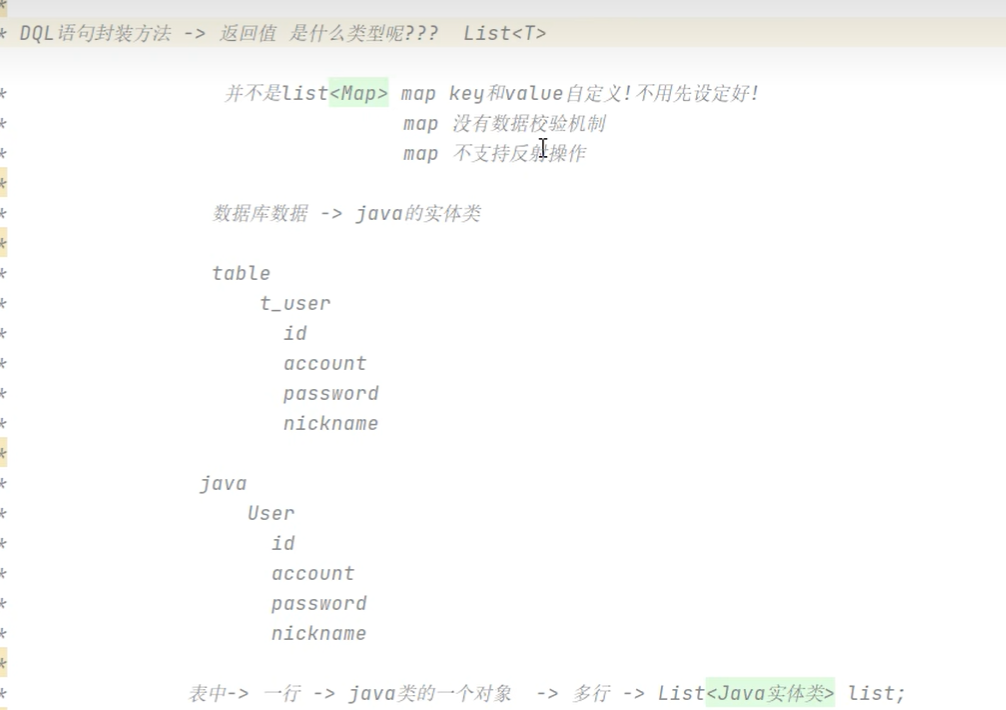 *
* DQL语句封装方法 -> 返回值 是什么类型呢??? List<T>
* 并不是list<Map> map key和value自定义!不用先设定好!
* map 没有数据校验机制
* map 不支持反射操作
*
* 数据库数据 -> java的实体类
*
* table
* t_user
* id
* account
* password
* nickname
*
* java
* User
* id
* account
* password
* nickname
*
* 表中-> 一行 -> java类的一个对象 -> 多行 -> List<Java实体类> list;